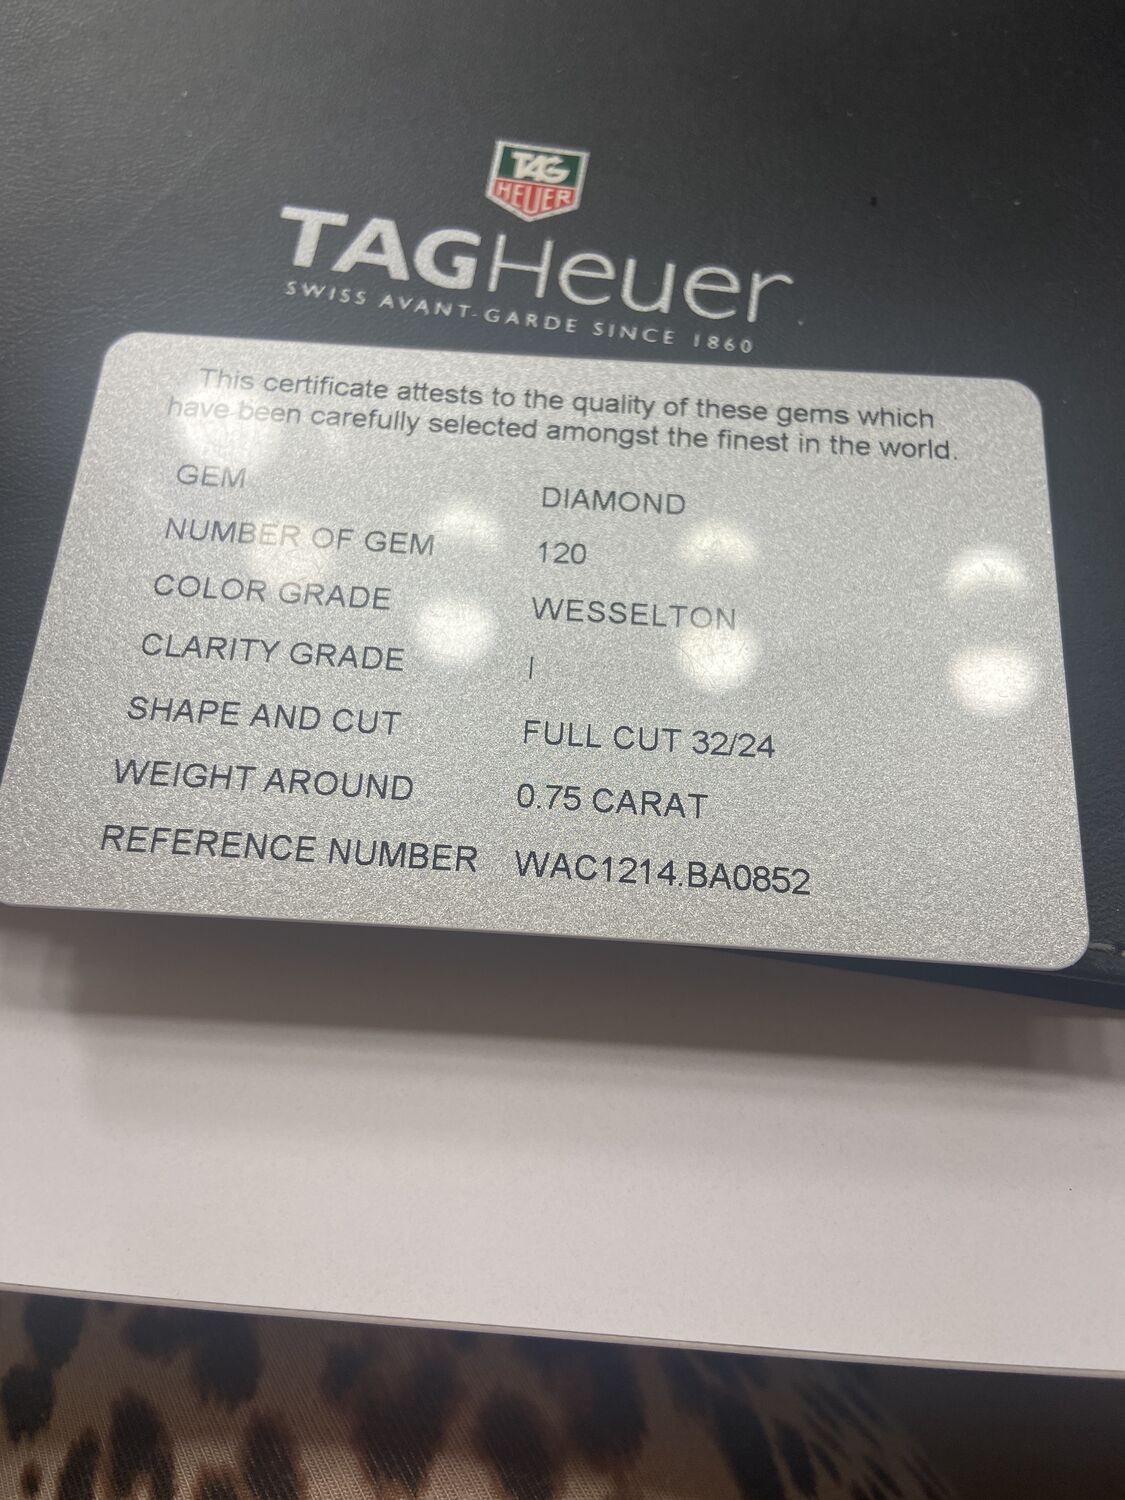 TAG
HEUER
TAGHeuer
SWISS AVANT-GARDE SINCE 1860
This certificate attests to the quality of these gems which
have been carefully selected amongst the finest in the world.
GEM DIAMOND
NUMBER OF GEM 120
COLOR GRADE WESSELTON
CLARITY GRADE I
SHAPE AND CUT FULL CUT 32/24
WEIGHT AROUND 0.75 CARAT
REFERENCE NUMBER WAC1214.BA0852